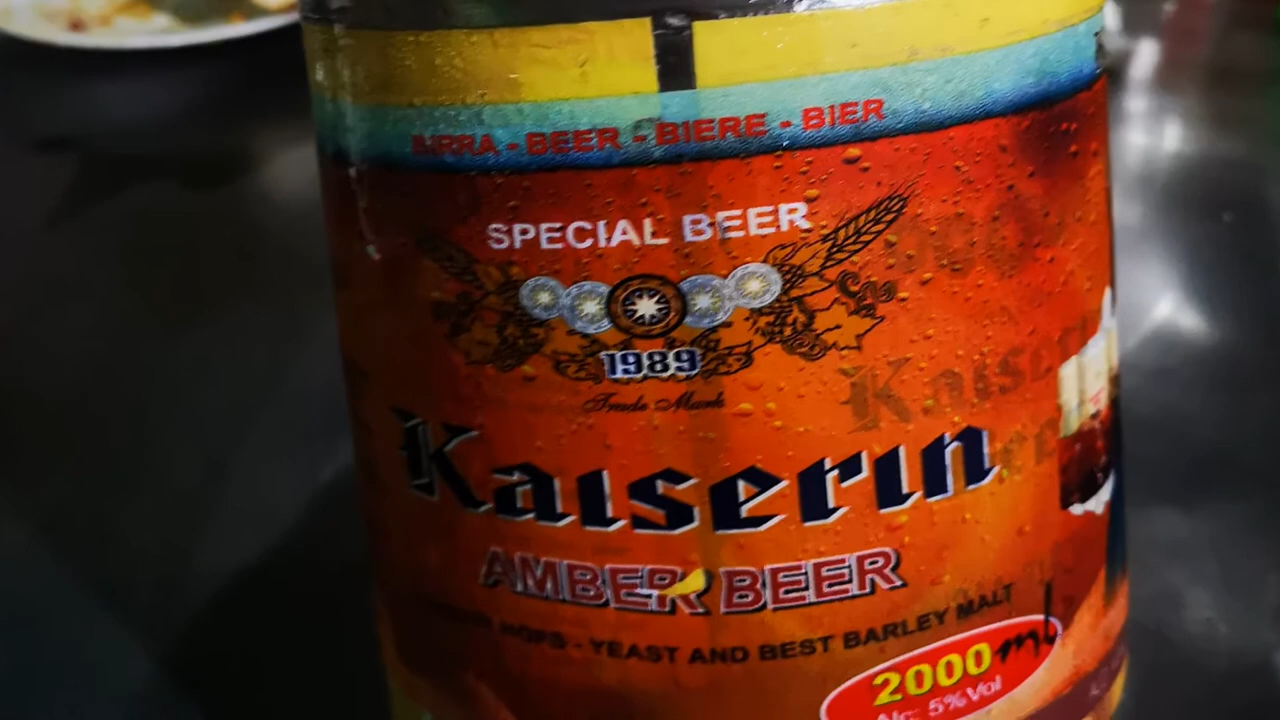 BIRRA - BEER - BIERE - BIER
SPECIAL BEER
1989
Trade Mark
Kaiserin
Kaiserin
AMBER BEER
HOPS - YEAST AND BEST BARLEY MALT
2000ml
Alc: 5% Vol